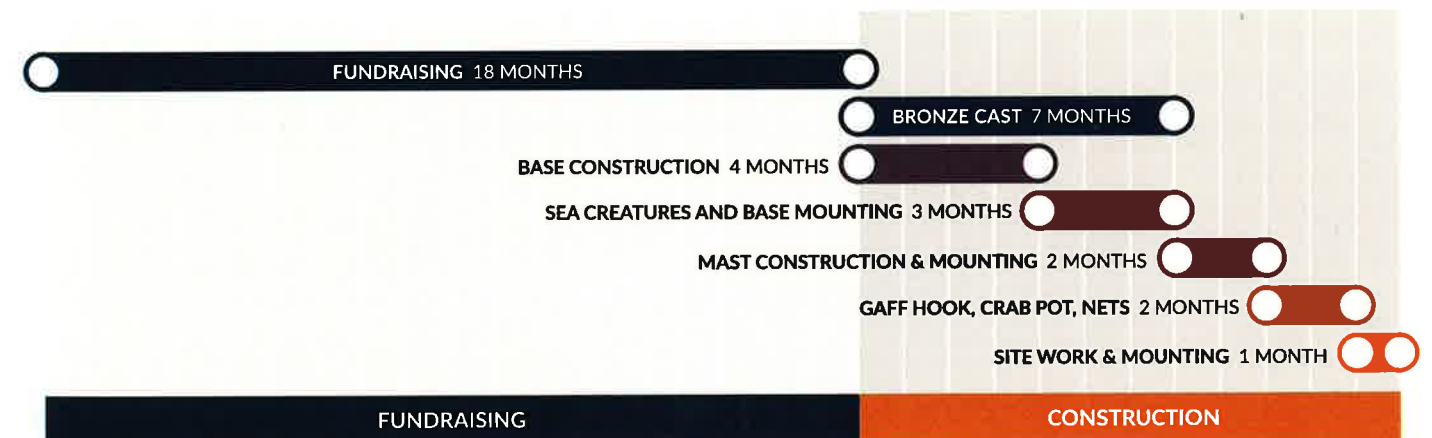 FUNDRAISING 18 MONTHS
BRONZE CAST 7 MONTHS
BASE CONSTRUCTION 4 MONTHS
SEA CREATURES AND BASE MOUNTING 3 MONTHS
MAST CONSTRUCTION & MOUNTING 2 MONTHS
GAFF HOOK, CRAB POT, NETS 2 MONTHS
SITE WORK & MOUNTING 1 MONTH
FUNDRAISING
CONSTRUCTION